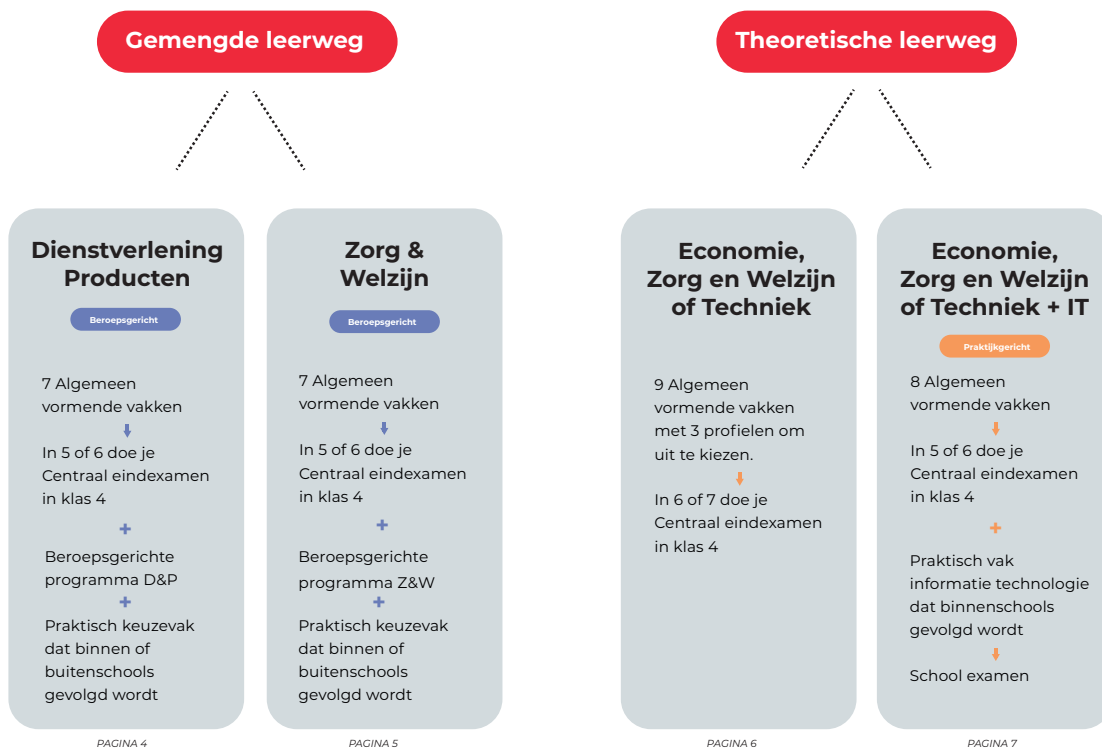 Gemengde leerweg
Dienstverlening
Producten
Beroepsgericht
7 Algemeen
vormende vakken
In 5 of 6 doe je
Centraal eindexamen
in klas 4
+
Beroepsgerichte
programma D&P
+
Praktisch keuzevak
dat binnen of
buitenschools
gevolgd wordt
PAGINA 4
Zorg &
Welzijn
Beroepsgericht
7 Algemeen
vormende vakken
In 5 of 6 doe je
Centraal eindexamen
in klas 4
+
Beroepsgerichte
programma Z&W
+
Praktisch keuzevak
dat binnen of
buitenschools
gevolgd wordt
PAGINA 5
Theoretische leerweg
Economie,
Zorg en Welzijn
of Techniek
9 Algemeen
vormende vakken
met 3 profielen om
uit te kiezen.
In 6 of 7 doe je
Centraal eindexamen
in klas 4
PAGINA 6
Economie,
Zorg en Welzijn
of Techniek + IT
Praktijkgericht
8 Algemeen
vormende vakken
In 5 of 6 doe je
Centraal eindexamen
in klas 4
+
Praktisch vak
informatie technologie
dat binnenschools
gevolgd wordt
School examen
PAGINA 7